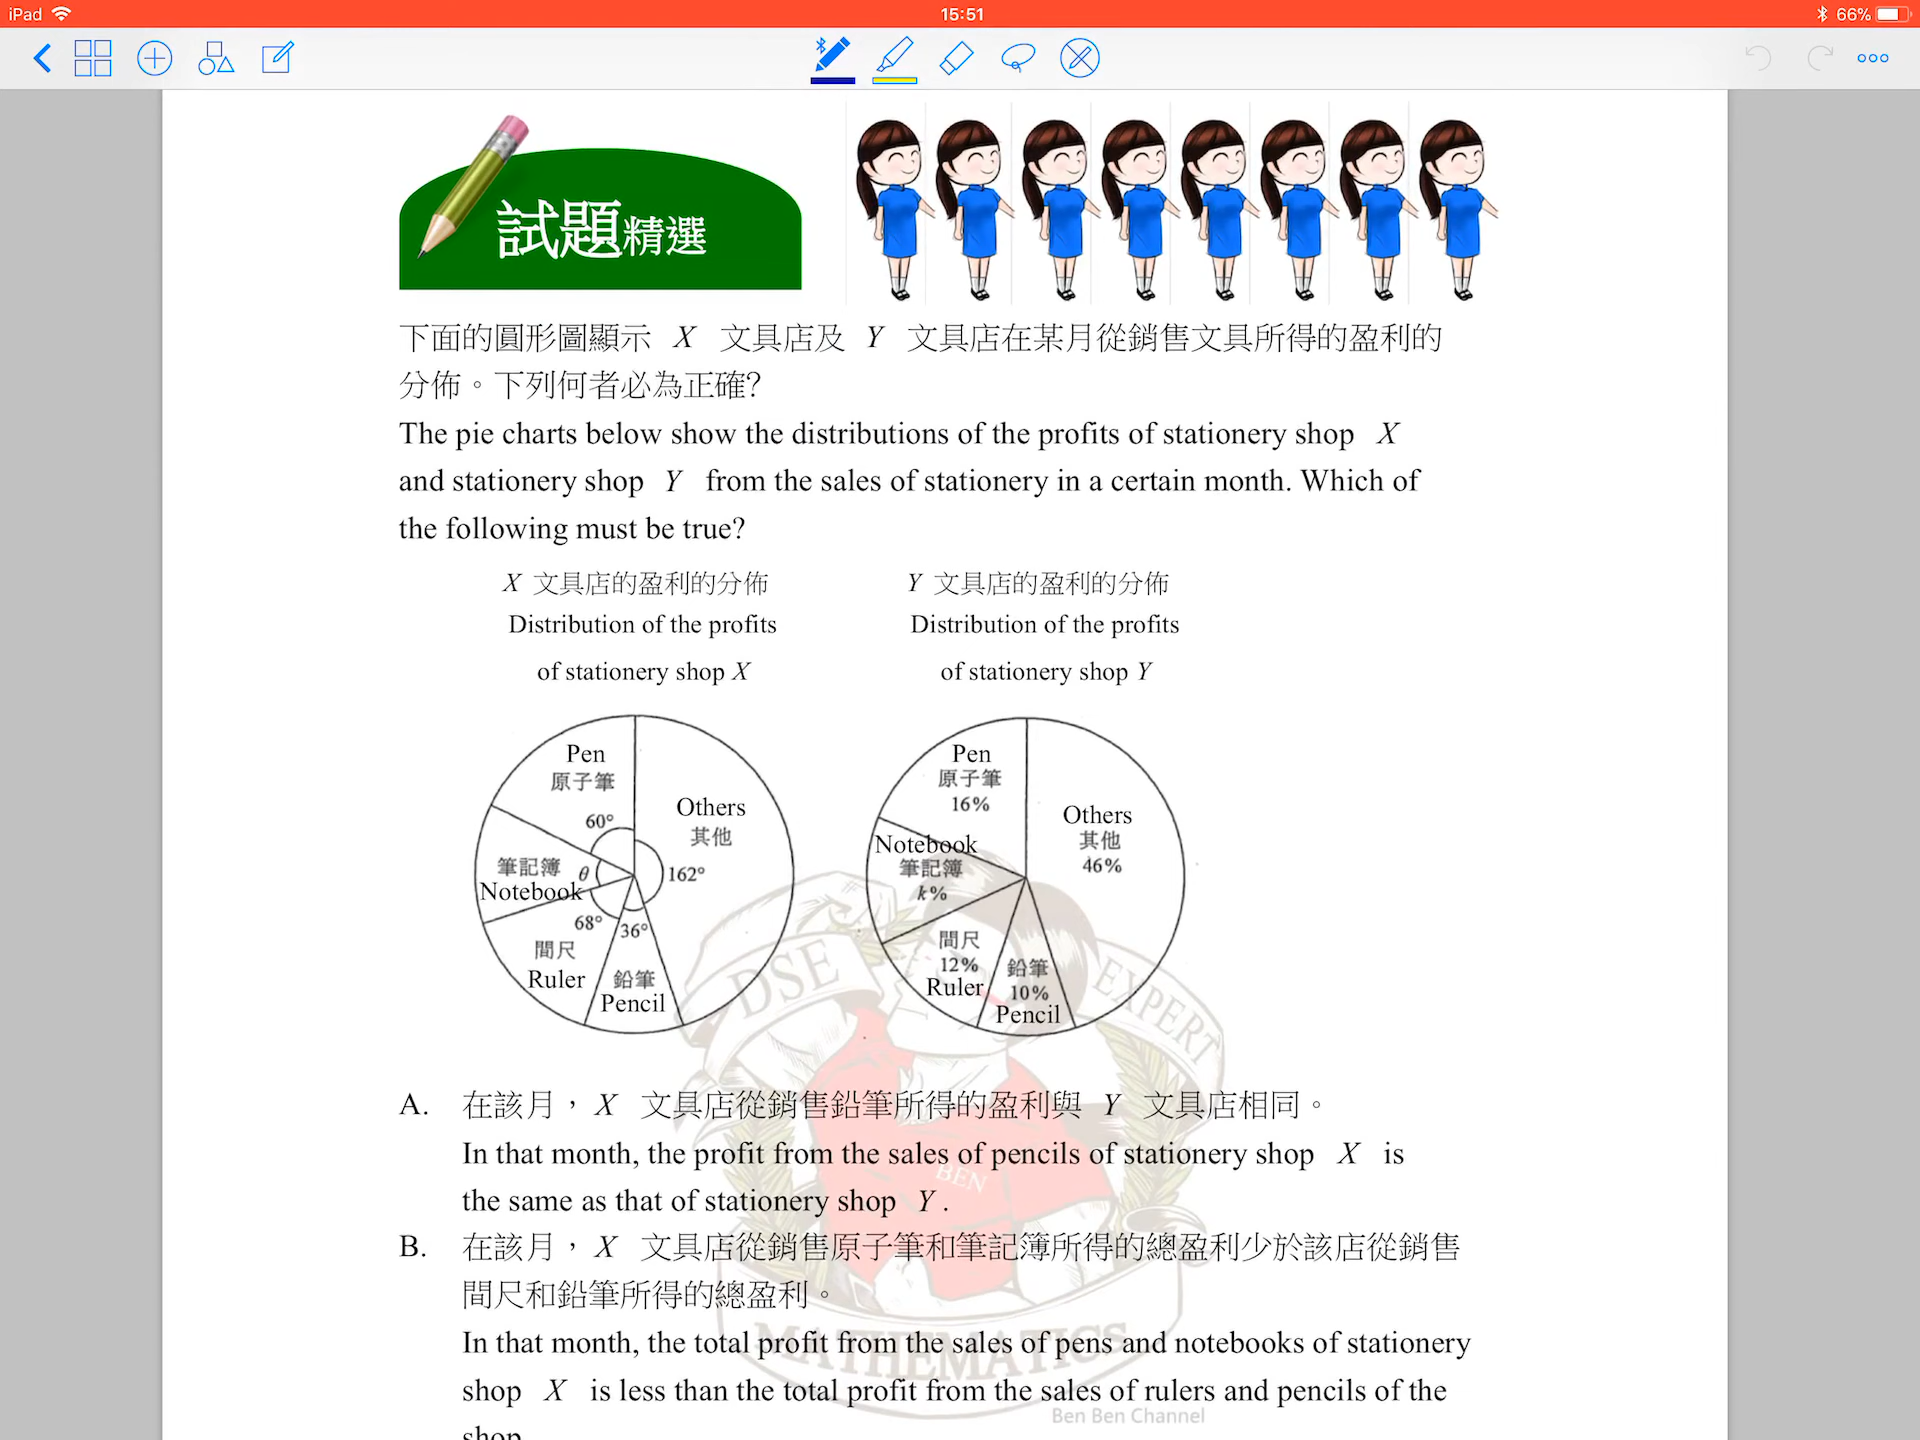 iPad
15:51
66%
試題精選
下面的圓形圖顯示 X 文具店及 Y 文具店在某月從銷售文具所得的盈利的
分佈。下列何者必為正確?
The pie charts below show the distributions of the profits of stationery shop X
and stationery shop Y from the sales of stationery in a certain month. Which of
the following must be true?
X 文具店的盈利的分佈
Distribution of the profits
of stationery shop X
Y 文具店的盈利的分佈
Distribution of the profits
of stationery shop Y
Pen
原子筆
60°
Others
其他
162°
筆記簿 θ
Notebook
68°
36°
間尺
Ruler
鉛筆
Pencil
Pen
原子筆
16%
Others
其他
46%
Notebook
筆記簿
k%
間尺
12%
Ruler
鉛筆
10%
Pencil
DSE
EXPERT
BEN
MATHEMATICS
A. 在該月,X 文具店從銷售鉛筆所得的盈利與 Y 文具店相同。
In that month, the profit from the sales of pencils of stationery shop X is
the same as that of stationery shop Y.
B. 在該月,X 文具店從銷售原子筆和筆記簿所得的總盈利少於該店從銷售
間尺和鉛筆所得的總盈利。
In that month, the total profit from the sales of pens and notebooks of stationery
shop X is less than the total profit from the sales of rulers and pencils of the
shop
Ben Ben Channel